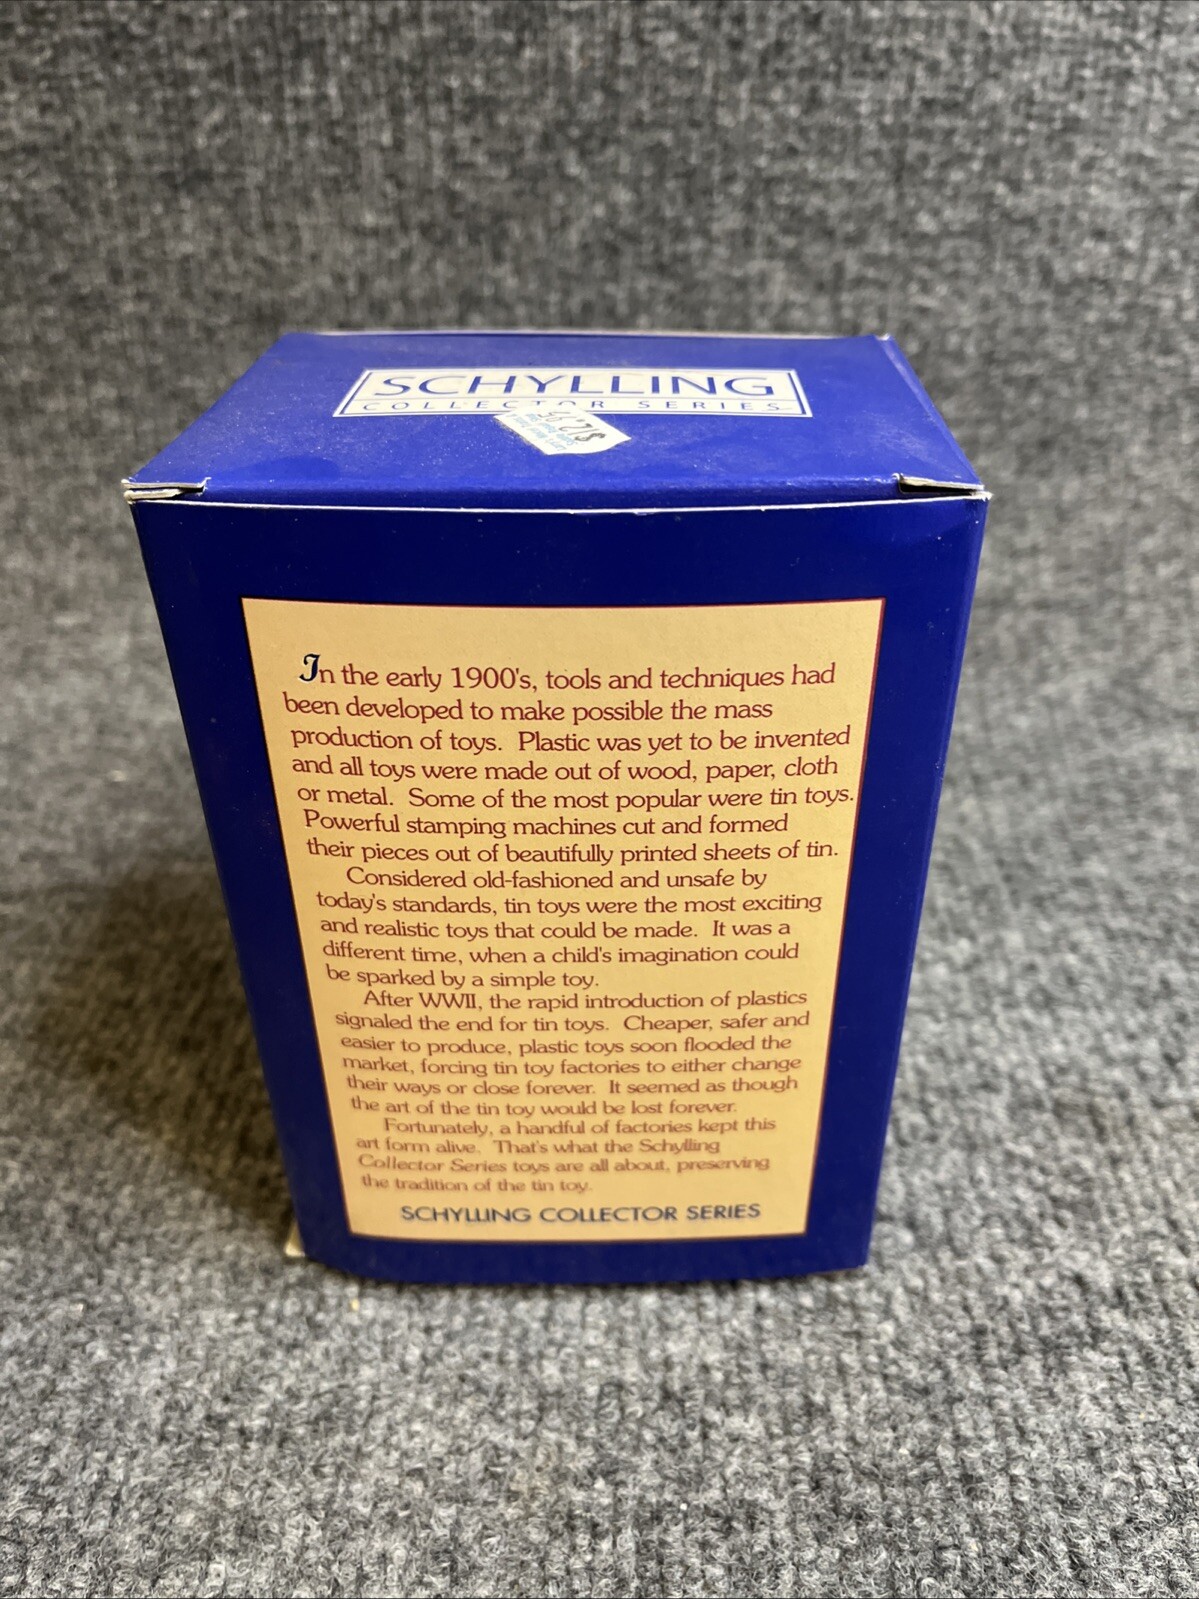 SCHYLLING
COLLECTOR SERIES
In the early 1900's, tools and techniques had
been developed to make possible the mass
production of toys. Plastic was yet to be invented
and all toys were made out of wood, paper, cloth
or metal. Some of the most popular were tin toys.
Powerful stamping machines cut and formed
their pieces out of beautifully printed sheets of tin.
Considered old-fashioned and unsafe by
today's standards, tin toys were the most exciting
and realistic toys that could be made. It was a
different time, when a child's imagination could
be sparked by a simple toy.
After WWII, the rapid introduction of plastics
signaled the end for tin toys. Cheaper, safer and
easier to produce, plastic toys soon flooded the
market, forcing tin toy factories to either change
their ways or close forever. It seemed as though
the art of the tin toy would be lost forever.
Fortunately, a handful of factories kept this
art form alive. That's what the Schylling
Collector Series toys are all about, preserving
the tradition of the tin toy.
SCHYLLING COLLECTOR SERIES